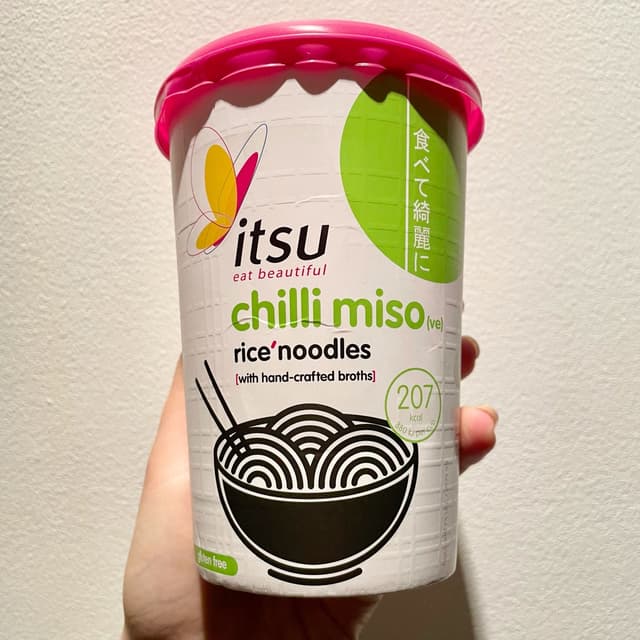 食べて綺麗に
itsu
eat beautiful
chilli miso (ve)
rice'noodles
[with hand-crafted broths]
207
kcal
gluten free